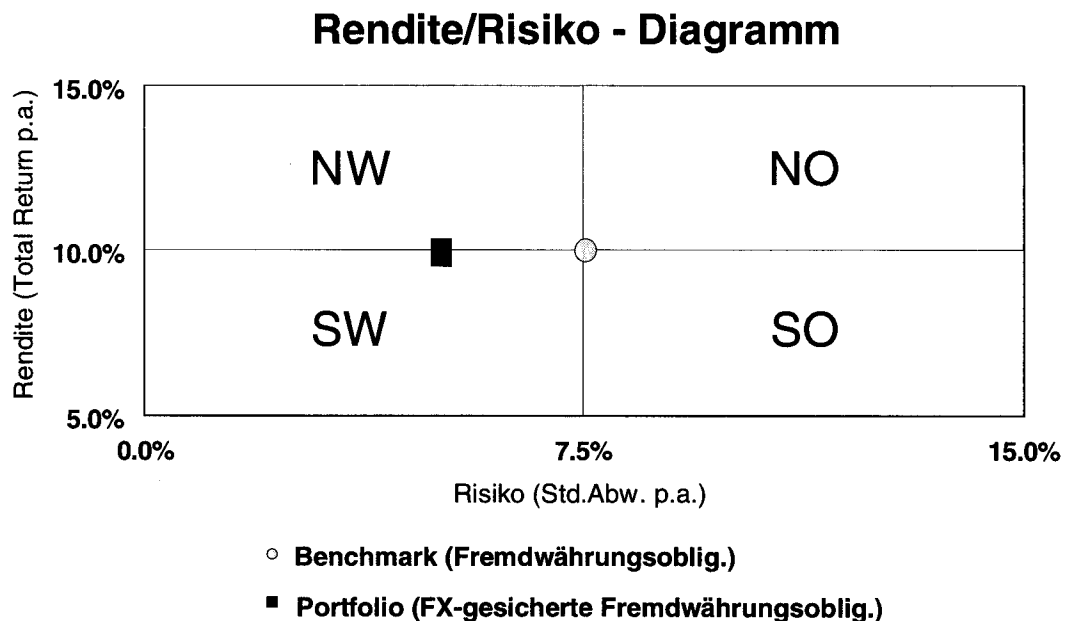 Rendite/Risiko - Diagramm
Rendite (Total Return p.a.)
15.0%
NW
NO
10.0%
SW
SO
5.0%
0.0%
7.5%
15.0%
Risiko (Std.Abw. p.a.)
Benchmark (Fremdwährungsoblig.)
Portfolio (FX-gesicherte Fremdwährungsoblig.)